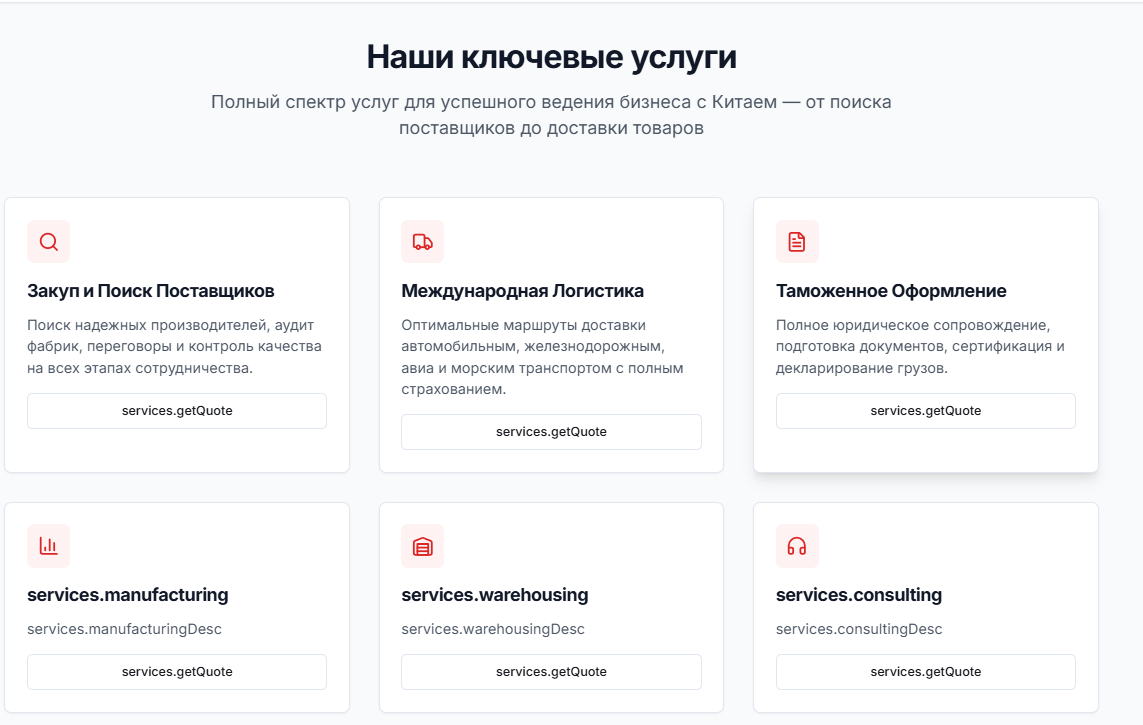 Наши ключевые услуги
Полный спектр услуг для успешного ведения бизнеса с Китаем — от поиска
поставщиков до доставки товаров
Закуп и Поиск Поставщиков
Поиск надежных производителей, аудит
фабрик, переговоры и контроль качества
на всех этапах сотрудничества.
services.getQuote
Международная Логистика
Оптимальные маршруты доставки
автомобильным, железнодорожным,
авиа и морским транспортом с полным
страхованием.
services.getQuote
Таможенное Оформление
Полное юридическое сопровождение,
подготовка документов, сертификация и
декларирование грузов.
services.getQuote
services.manufacturing
services.manufacturingDesc
services.getQuote
services.warehousing
services.warehousingDesc
services.getQuote
services.consulting
services.consultingDesc
services.getQuote